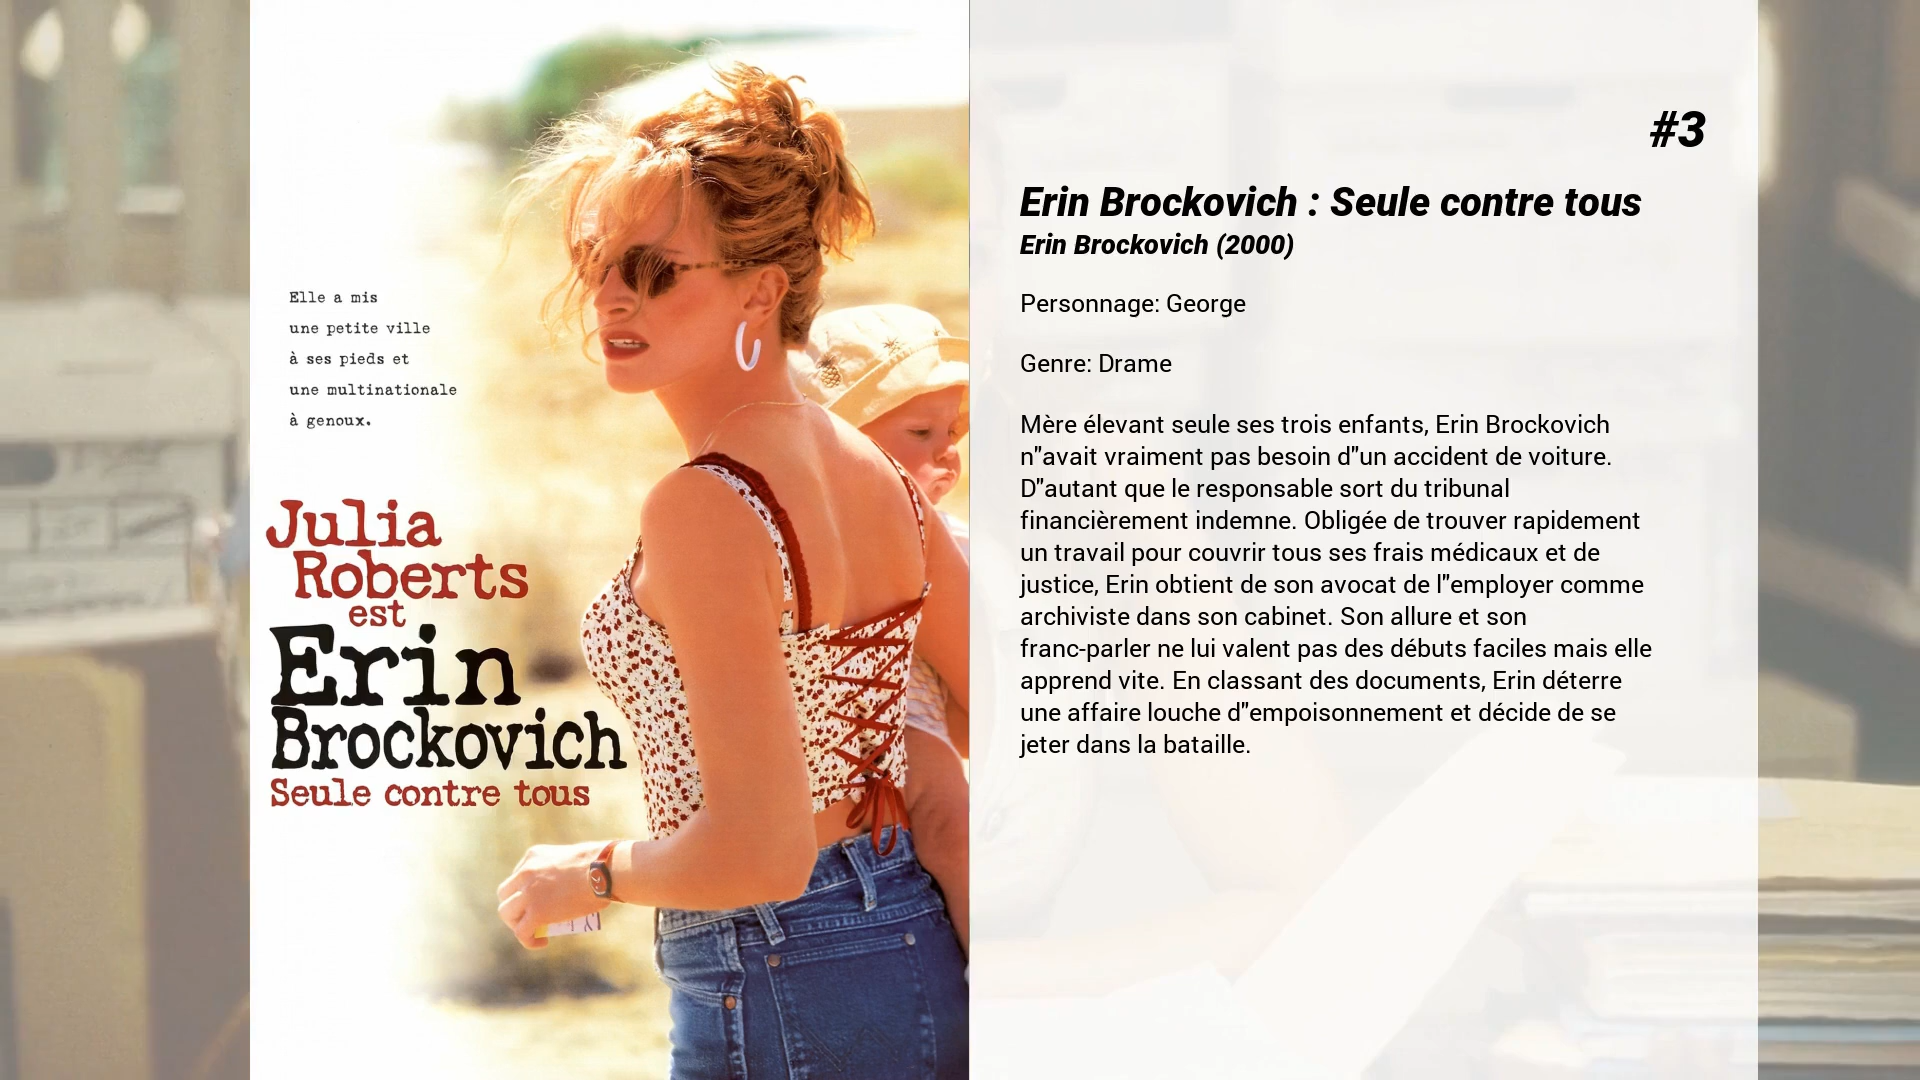 Elle a mis
une petite ville
à ses pieds et
une multinationale
à genoux.
Julia
Roberts
est
Erin
Brockovich
Seule contre tous
#3
Erin Brockovich : Seule contre tous
Erin Brockovich (2000)
Personnage: George
Genre: Drame
Mère élevant seule ses trois enfants, Erin Brockovich
n"avait vraiment pas besoin d"un accident de voiture.
D"autant que le responsable sort du tribunal
financièrement indemne. Obligée de trouver rapidement
un travail pour couvrir tous ses frais médicaux et de
justice, Erin obtient de son avocat de l"employer comme
archiviste dans son cabinet. Son allure et son
franc-parler ne lui valent pas des débuts faciles mais elle
apprend vite. En classant des documents, Erin déterre
une affaire louche d"empoisonnement et décide de se
jeter dans la bataille.